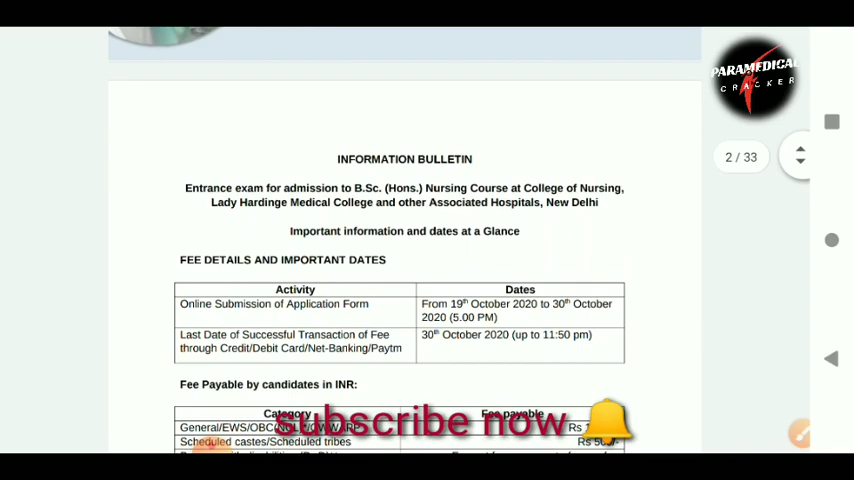 PARAMEDICAL
CRACKER
2 / 33
INFORMATION BULLETIN
Entrance exam for admission to B.Sc. (Hons.) Nursing Course at College of Nursing,
Lady Hardinge Medical College and other Associated Hospitals, New Delhi
Important information and dates at a Glance
FEE DETAILS AND IMPORTANT DATES
Activity Dates
Online Submission of Application Form From 19th October 2020 to 30th October
2020 (5.00 PM)
Last Date of Successful Transaction of Fee 30th October 2020 (up to 11:50 pm)
through Credit/Debit Card/Net-Banking/Paytm
Fee Payable by candidates in INR:
Category Fee payable
General/EWS/OBC Rs
subscribe now
Scheduled castes/Scheduled tribes Rs